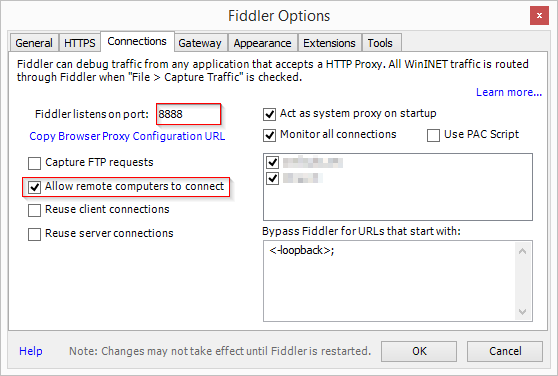 Fiddler Options
General HTTPS Connections Gateway Appearance Extensions Tools
Fiddler can debug traffic from any application that accepts a HTTP Proxy. All WinINET traffic is routed
through Fiddler when "File > Capture Traffic" is checked.
Learn more...
Fiddler listens on port: 8888
Copy Browser Proxy Configuration URL
Capture FTP requests
Allow remote computers to connect
Reuse client connections
Reuse server connections
Act as system proxy on startup
Monitor all connections Use PAC Script
Bypass Fiddler for URLs that start with:
<-loopback>;
Help Note: Changes may not take effect until Fiddler is restarted. OK Cancel